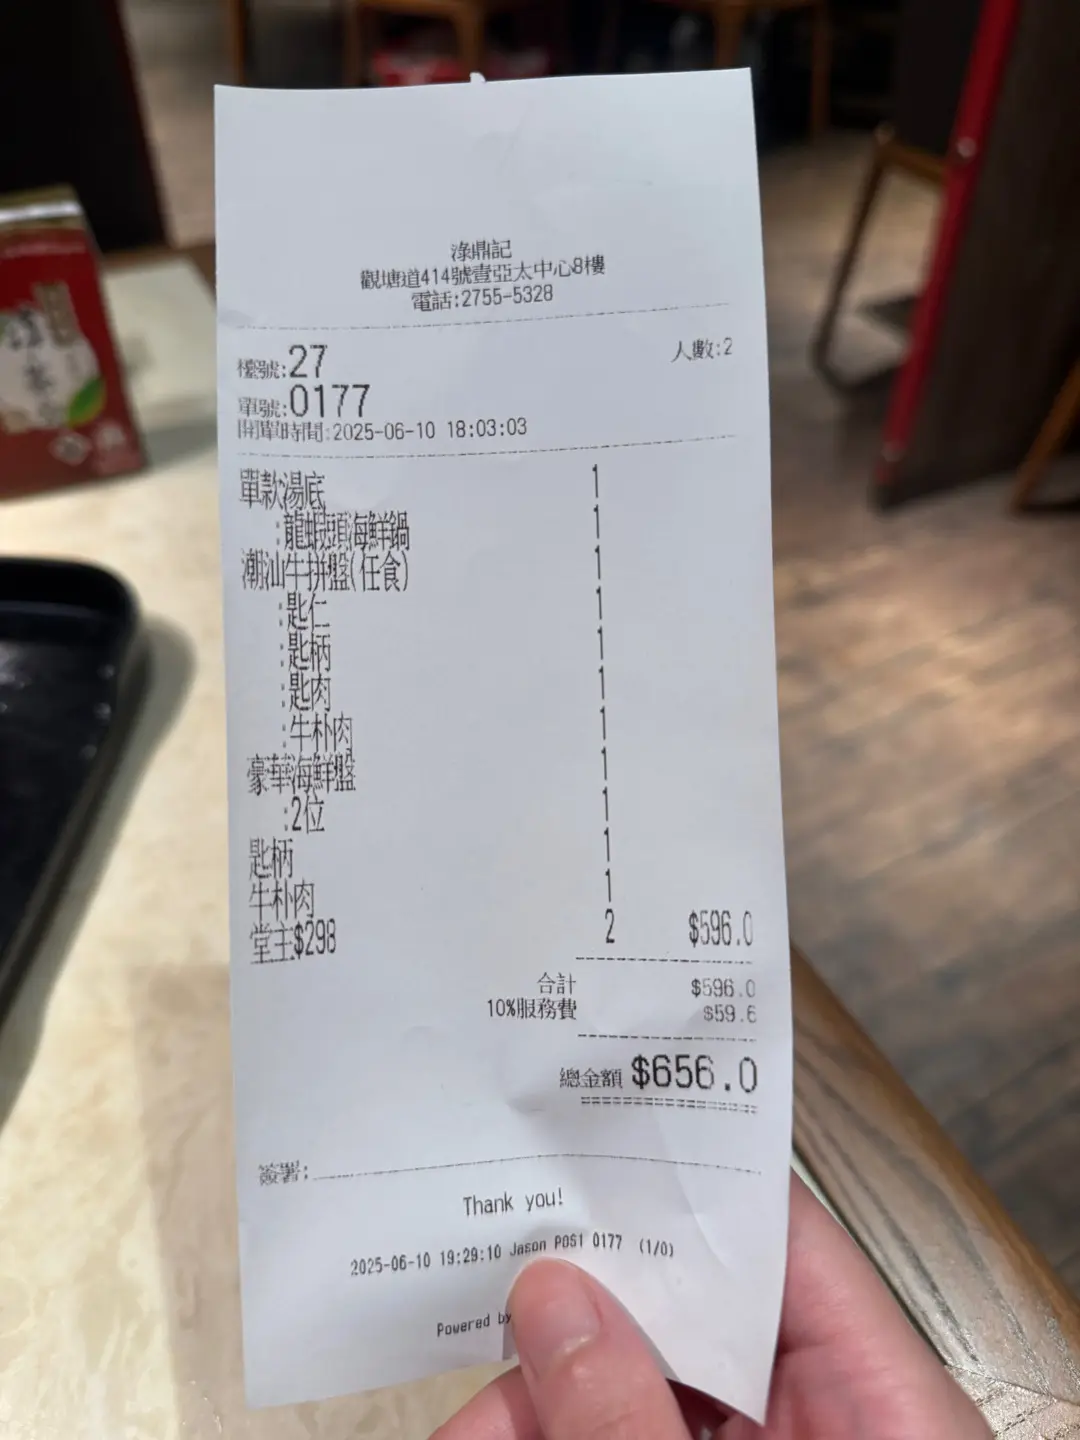 淥鼎記
觀塘道414號壹亞太中心8樓
電話:2755-5328
檯號:27 人數:2
單號:0177
開單時間:2025-06-10 18:03:03
單款湯底 1
:龍蝦頭海鮮鍋 1
潮汕牛拼盤(任食) 1
:匙仁 1
:匙柄 1
:匙肉 1
:牛朴肉 1
豪華海鮮盤 1
:2位 1
匙柄 1
牛朴肉 1
堂主$298 2 $596.0
合計 $596.0
10%服務費 $59.6
總金額 $656.0
簽署:
Thank you!
2025-06-10 19:29:10 Jason POS1 0177 (1/0)
Powered by